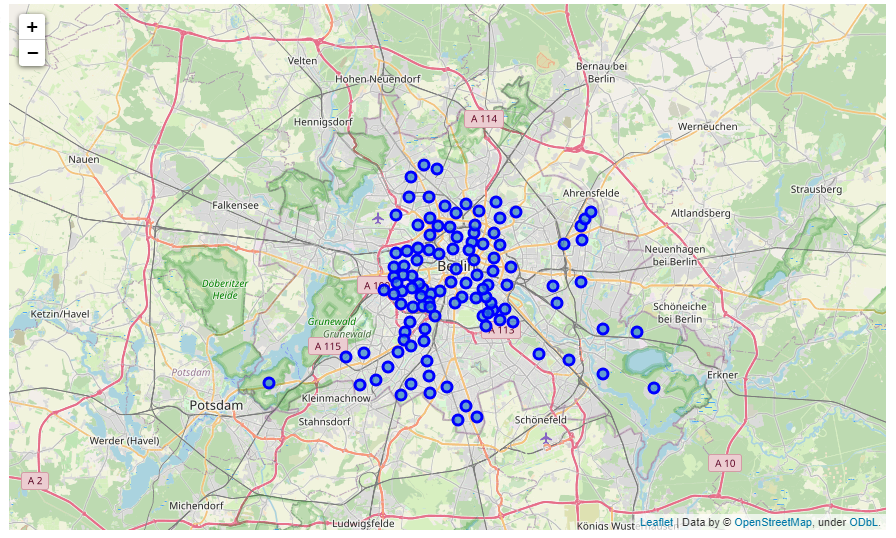 +
−
Velten
Hohen Neuendorf
Bernau bei
Berlin
A 114
Hennigsdorf
Werneuchen
Nauen
Ahrensfelde
Strausberg
Falkensee
Altlandsberg
Neuenhagen
bei Berlin
Berlin
Döberitzer
Heide
Ketzin/Havel
Schöneiche
bei Berlin
Grunewald
Grunewald
A 115
A 113
Potsdam
Erkner
Potsdam
Kleinmachnow
Stahnsdorf
Schönefeld
Werder (Havel)
A 10
A 2
Michendorf
Ludwigsfelde
Königs Wust
Leaflet | Data by © OpenStreetMap, under ODbL.